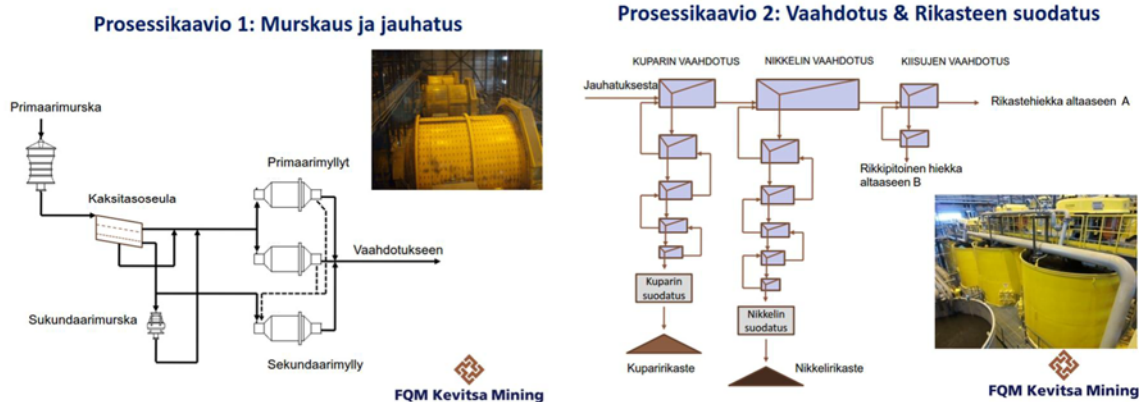 Prosessikaavio 1: Murskaus ja jauhatus
Primaarimurska
Kaksitasoseula
Primaarimyllyt
Vaahdotukseen
Sukundaarimurska
Sekundaarimylly
FQM Kevitsa Mining
Prosessikaavio 2: Vaahdotus & Rikasteen suodatus
KUPARIN VAAHDOTUS
NIKKELIN VAAHDOTUS
KIISUJEN VAAHDOTUS
Jauhatuksesta
Rikastehiekka altaaseen A
Rikkipitoinen hiekka
altaaseen B
Kuparin
suodatus
Nikkelin
suodatus
Kuparirikaste
Nikkelirikaste
FQM Kevitsa Mining